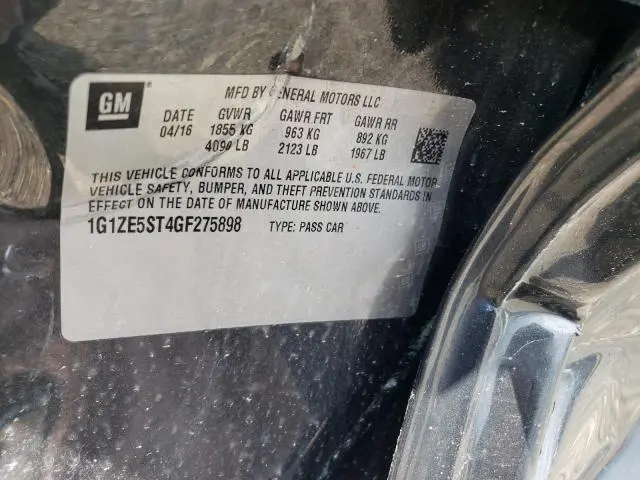 GM
MFD BY GENERAL MOTORS LLC
DATE GVWR GAWR FRT GAWR RR
04/16 1855 KG 963 KG 892 KG
4090 LB 2123 LB 1967 LB
THIS VEHICLE CONFORMS TO ALL APPLICABLE U.S. FEDERAL MOTOR
VEHICLE SAFETY, BUMPER, AND THEFT PREVENTION STANDARDS IN
EFFECT ON THE DATE OF MANUFACTURE SHOWN ABOVE.
1G1ZE5ST4GF275898 TYPE: PASS CAR